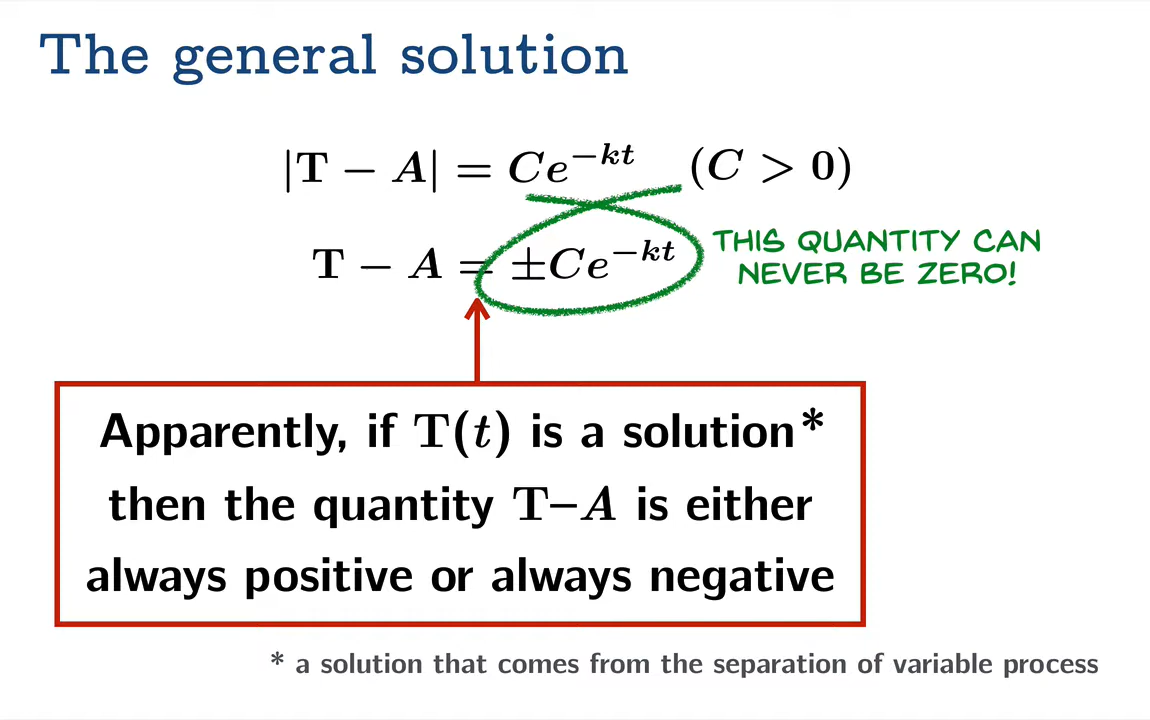 The general solution
|T − A| = Ce^{−kt} (C > 0)
T − A = ±Ce^{−kt}
THIS QUANTITY CAN
NEVER BE ZERO!
Apparently, if T(t) is a solution*
then the quantity T–A is either
always positive or always negative
* a solution that comes from the separation of variable process